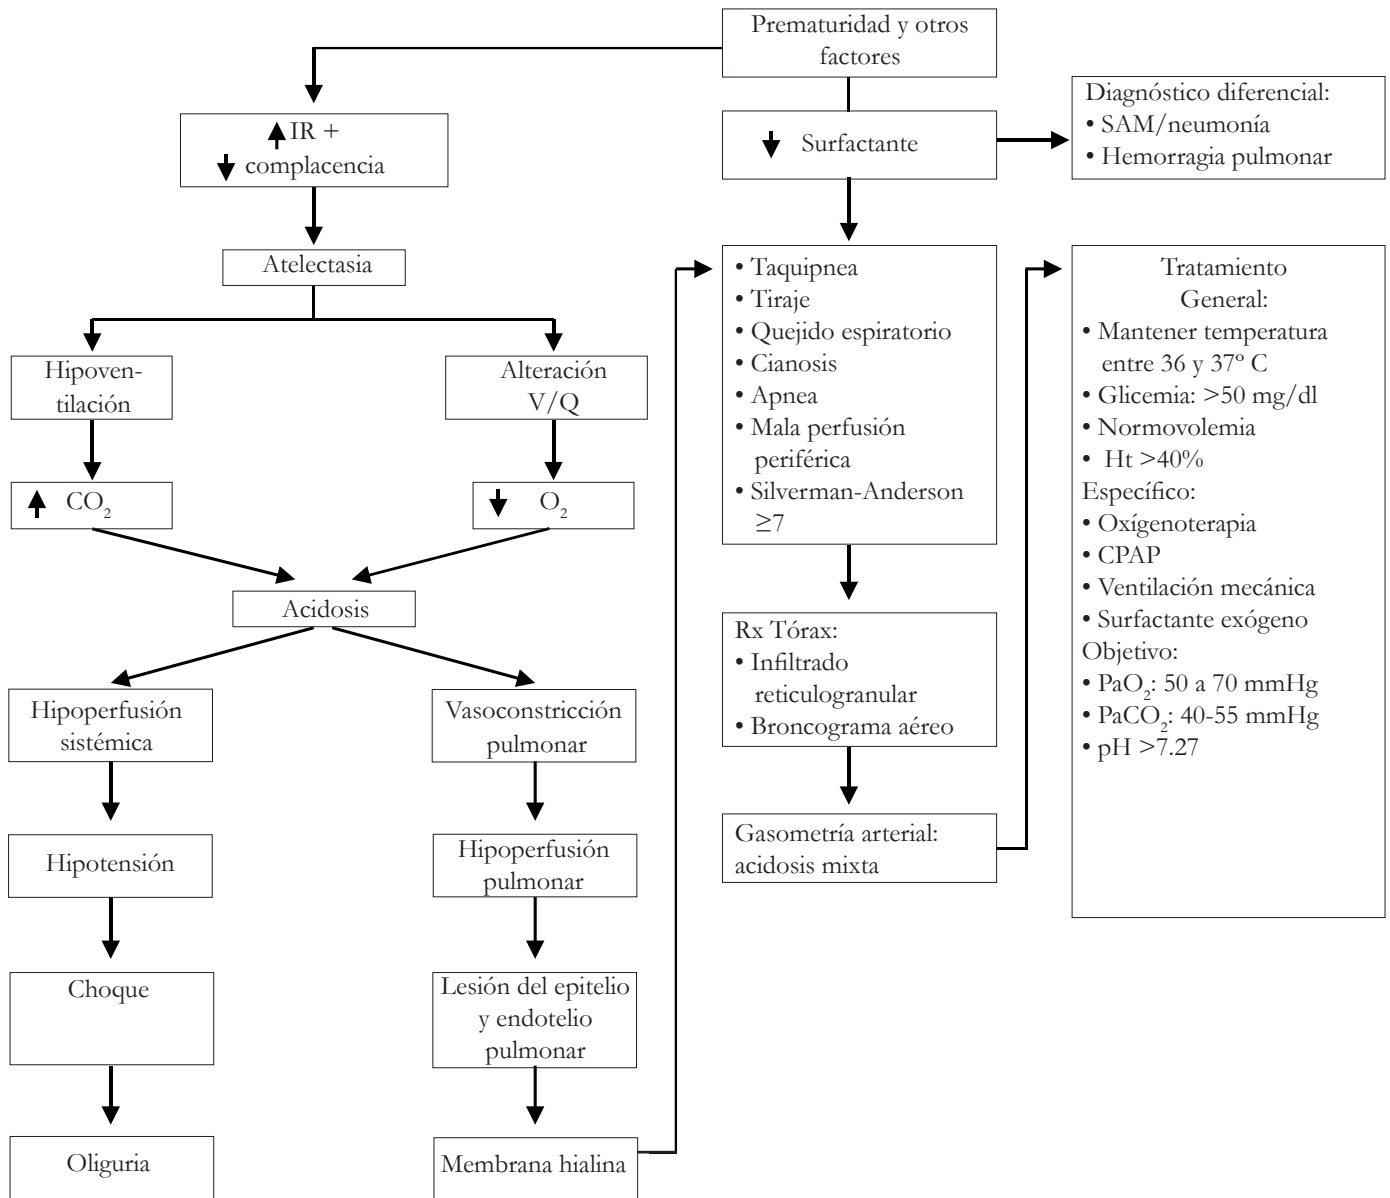 Prematuridad y otros
factores
IR +
complacencia
Atelectasia
Hipoven-
tilación
Alteración
V/Q
CO₂
O₂
Acidosis
Hipoperfusión
sistémica
Vasoconstricción
pulmonar
Hipotensión
Hipoperfusión
pulmonar
Choque
Lesión del epitelio
y endotelio
pulmonar
Oliguria
Membrana hialina
Surfactante
Diagnóstico diferencial:
• SAM/neumonía
• Hemorragia pulmonar
• Taquipnea
• Tiraje
• Quejido espiratorio
• Cianosis
• Apnea
• Mala perfusión
periférica
• Silverman-Anderson
≥7
Rx Tórax:
• Infiltrado
reticulogranular
• Broncograma aéreo
Gasometría arterial:
acidosis mixta
Tratamiento
General:
• Mantener temperatura
entre 36 y 37º C
• Glicemia: >50 mg/dl
• Normovolemia
• Ht >40%
Específico:
• Oxígenoterapia
• CPAP
• Ventilación mecánica
• Surfactante exógeno
Objetivo:
• PaO₂: 50 a 70 mmHg
• PaCO₂: 40-55 mmHg
• pH >7.27